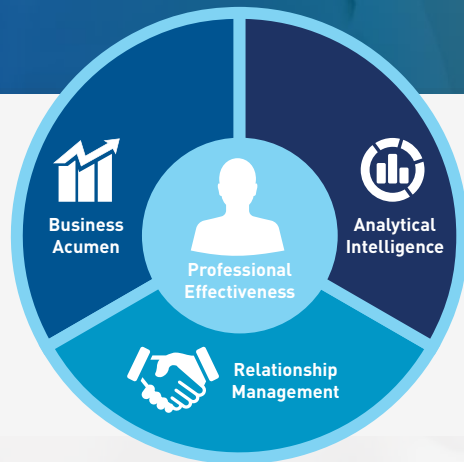 Business
Acumen
Analytical
Intelligence
Professional
Effectiveness
Relationship
Management